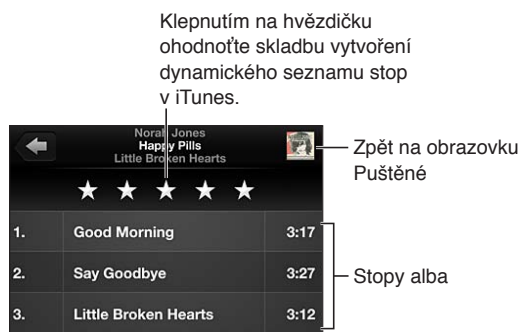 Klepnutím na hvězdičku
ohodnoťte skladbu vytvoření
dynamického seznamu stop
v iTunes.
Norah Jones
Happy Pills
Little Broken Hearts
Zpět na obrazovku
Puštěné
1. Good Morning 3:17
2. Say Goodbye 3:27
Stopy alba
3. Little Broken Hearts 3:12